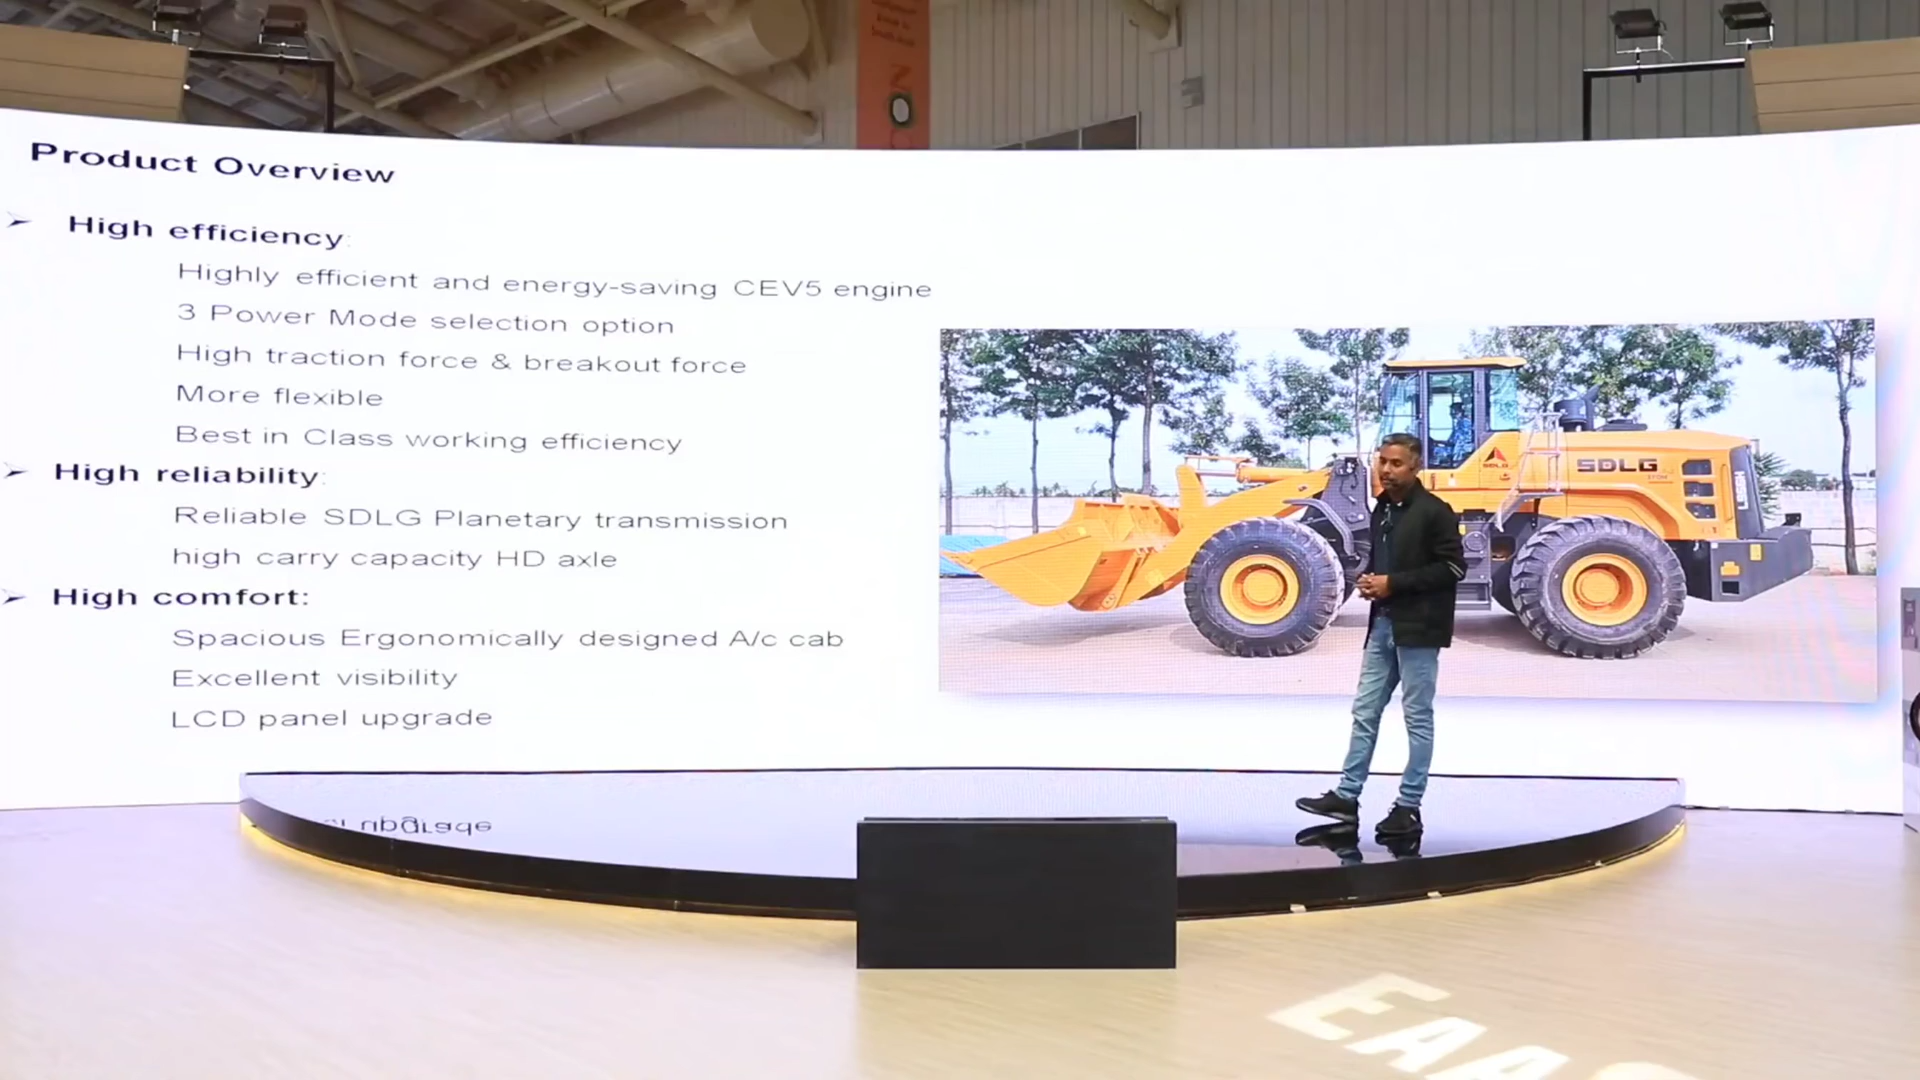 Product Overview
➢ High efficiency:
Highly efficient and energy-saving CEV5 engine
3 Power Mode selection option
High traction force & breakout force
More flexible
Best in Class working efficiency
➢ High reliability:
Reliable SDLG Planetary transmission
high carry capacity HD axle
➢ High comfort:
Spacious Ergonomically designed A/c cab
Excellent visibility
LCD panel upgrade
SDLG
SDLG